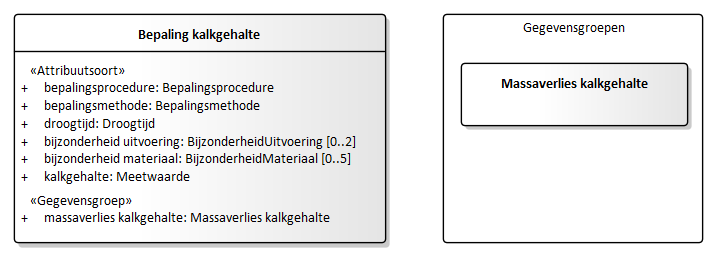 Bepaling kalkgehalte
«Attribuutsoort»
+ bepalingsprocedure: Bepalingsprocedure
+ bepalingsmethode: Bepalingsmethode
+ droogtijd: Droogtijd
+ bijzonderheid uitvoering: BijzonderheidUitvoering [0..2]
+ bijzonderheid materiaal: BijzonderheidMateriaal [0..5]
+ kalkgehalte: Meetwaarde
«Gegevensgroep»
+ massaverlies kalkgehalte: Massaverlies kalkgehalte
Gegevensgroepen
Massaverlies kalkgehalte